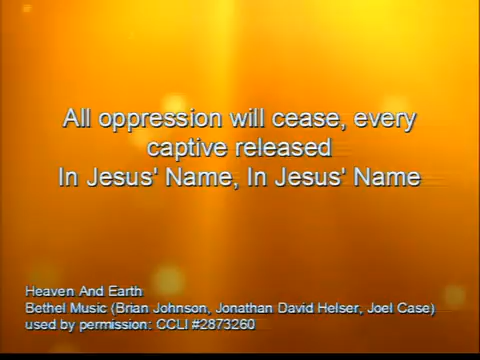 All oppression will cease, every
captive released
In Jesus' Name, In Jesus' Name
Heaven And Earth
Bethel Music (Brian Johnson, Jonathan David Helser, Joel Case)
used by permission: CCLI #2873260